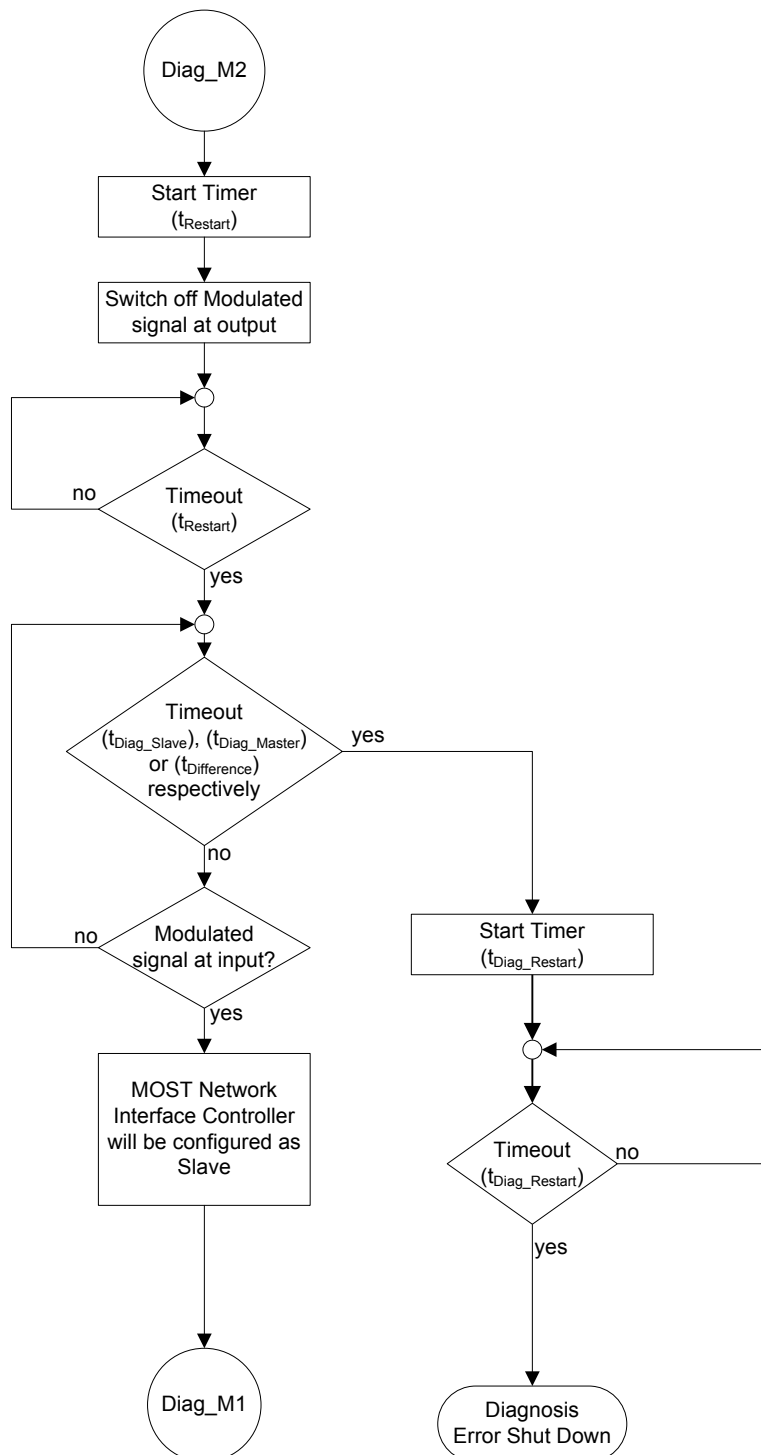 Diag_M2
Start Timer
(tRestart)
Switch off Modulated
signal at output
no
Timeout
(tRestart)
yes
Timeout
(tDiag_Slave), (tDiag_Master)
or (tDifference)
respectively
yes
no
no
Modulated
signal at input?
yes
Start Timer
(tDiag_Restart)
MOST Network
Interface Controller
will be configured as
Slave
Timeout
(tDiag_Restart)
no
yes
Diag_M1
Diagnosis
Error Shut Down